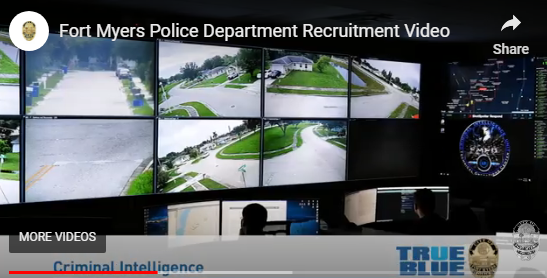 Fort Myers Police Department Recruitment Video
Share
MORE VIDEOS
Criminal Intelligence
TRUE
BLUE